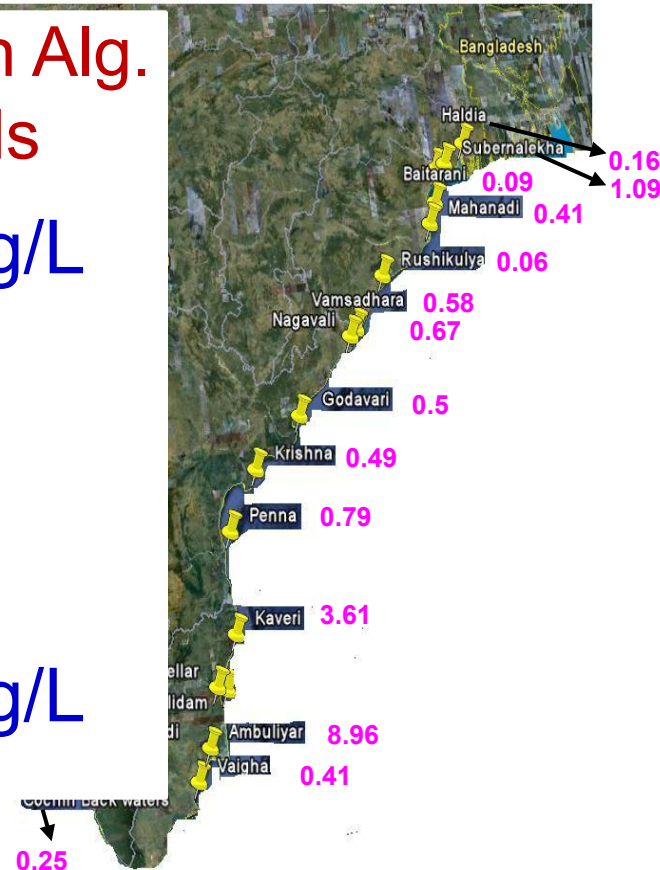 n Alg.
ls
g/L
g/L
Bangladesh
Haldia
Subernalekha
0.16
1.09
Baitarani
0.09
Mahanadi
0.41
Rushikulya
0.06
Vamsadhara
0.58
Nagavali
0.67
Godavari
0.5
Krishna
0.49
Penna
0.79
Kaveri
3.61
ellar
lidam
di
Ambuliyar
8.96
Vaigha
0.41
Cochin Back waters
0.25